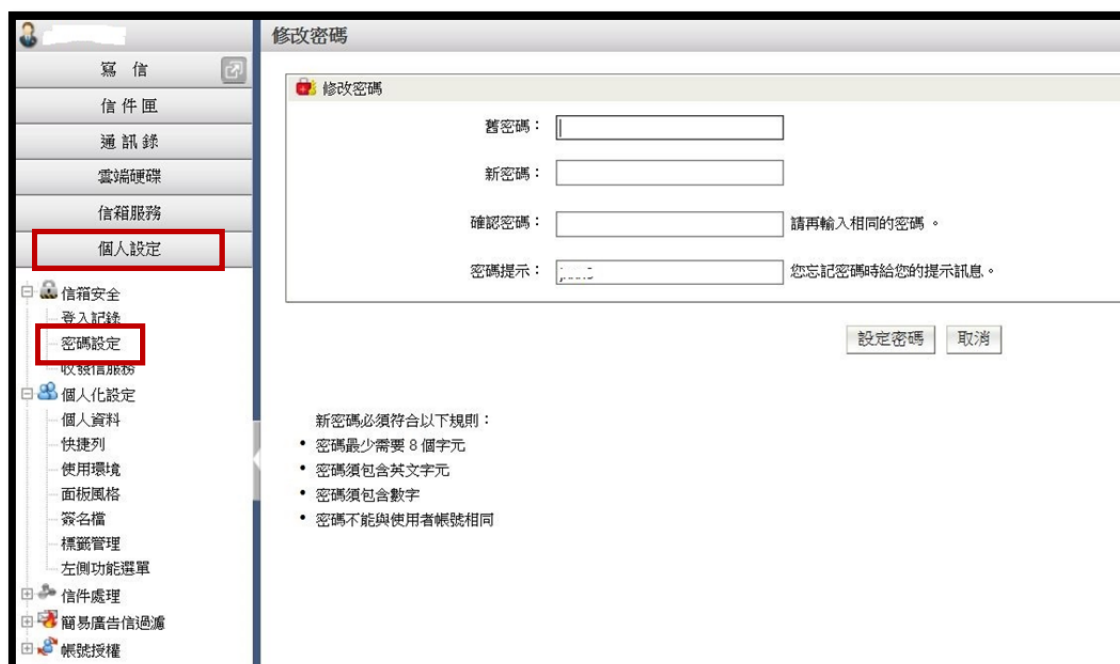 寫 信
信件匣
通訊錄
雲端硬碟
信箱服務
個人設定
信箱安全
登入記錄
密碼設定
收發信服務
個人化設定
個人資料
快捷列
使用環境
面板風格
簽名檔
標籤管理
左側功能選單
信件處理
簡易廣告信過濾
帳號授權
修改密碼
修改密碼
舊密碼：
新密碼：
確認密碼： 請再輸入相同的密碼。
密碼提示： 您忘記密碼時給您的提示訊息。
設定密碼 取消
新密碼必須符合以下規則：
• 密碼最少需要 8 個字元
• 密碼須包含英文字元
• 密碼須包含數字
• 密碼不能與使用者帳號相同